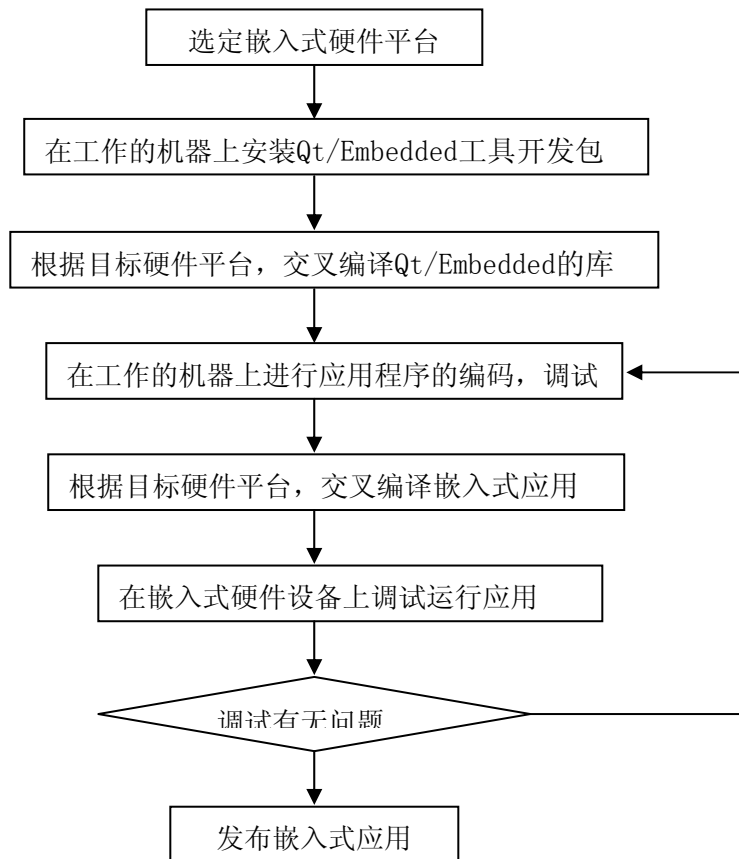 选定嵌入式硬件平台
在工作的机器上安装Qt/Embedded工具开发包
根据目标硬件平台，交叉编译Qt/Embedded的库
在工作的机器上进行应用程序的编码，调试
根据目标硬件平台，交叉编译嵌入式应用
在嵌入式硬件设备上调试运行应用
调试有无问题
发布嵌入式应用